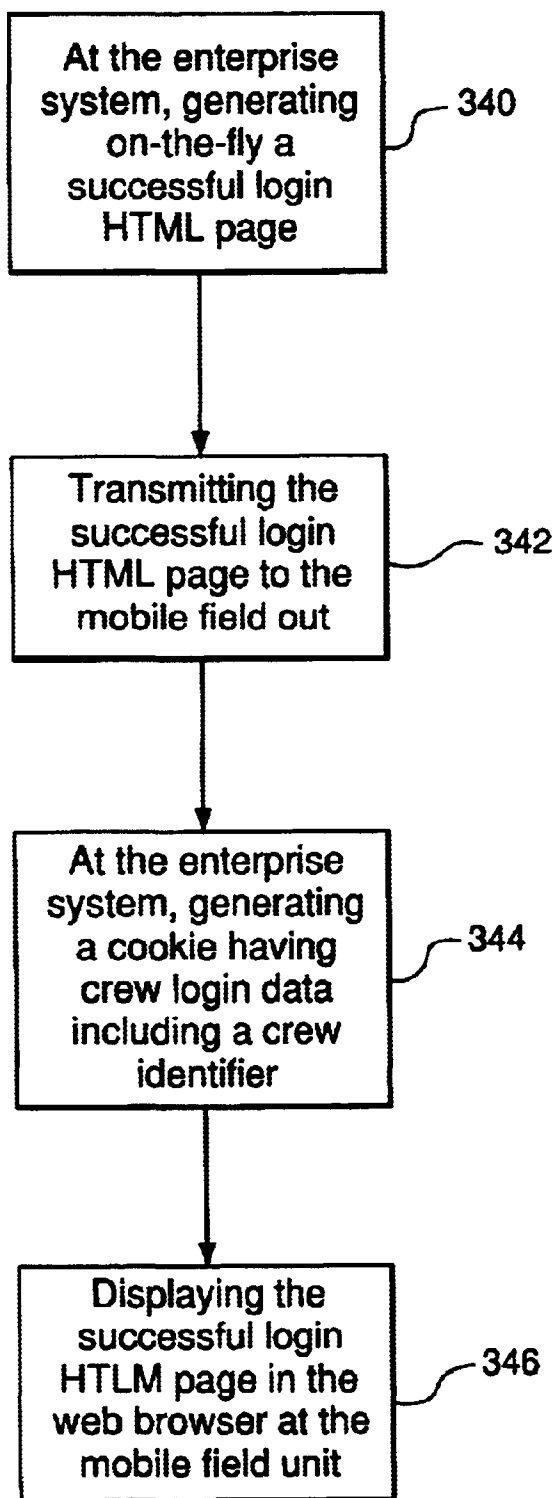 At the enterprise
system, generating
on-the-fly a
successful login
HTML page
340
Transmitting the
successful login
HTML page to the
mobile field out
342
At the enterprise
system, generating
a cookie having
crew login data
including a crew
identifier
344
Displaying the
successful login
HTLM page in the
web browser at the
mobile field unit
346